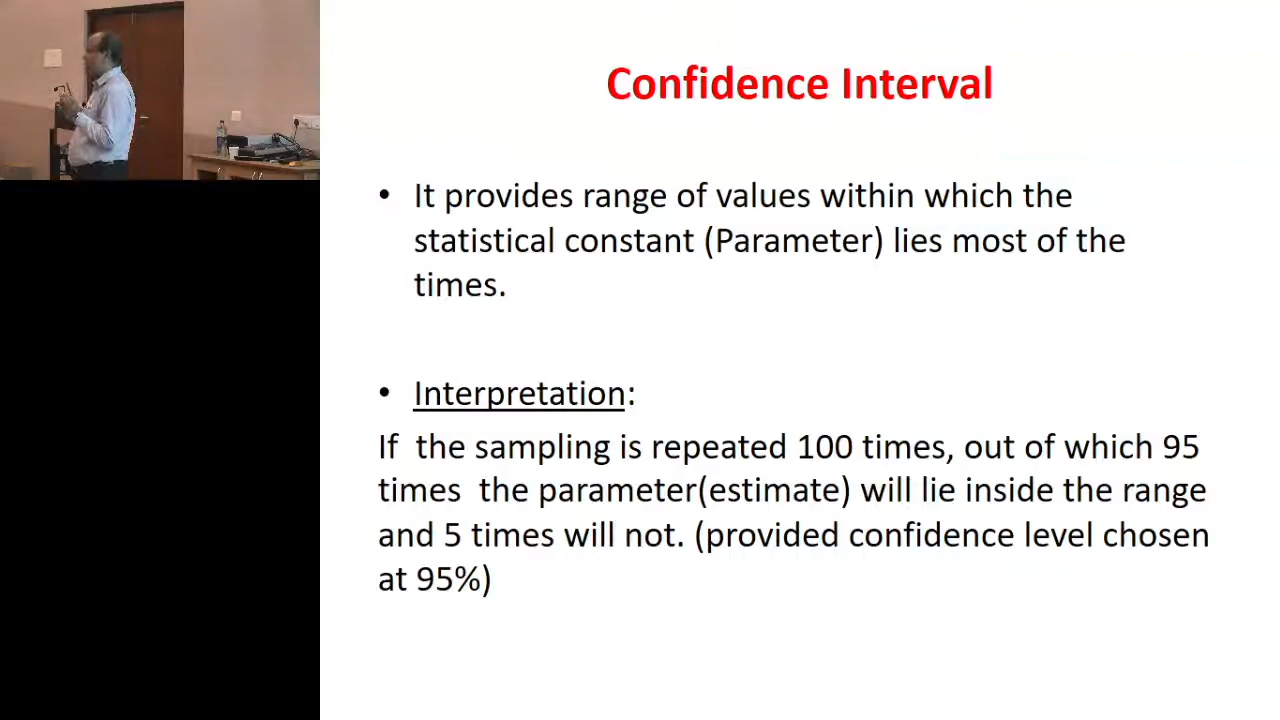 Confidence Interval
• It provides range of values within which the
statistical constant (Parameter) lies most of the
times.
• Interpretation:
If the sampling is repeated 100 times, out of which 95
times the parameter(estimate) will lie inside the range
and 5 times will not. (provided confidence level chosen
at 95%)